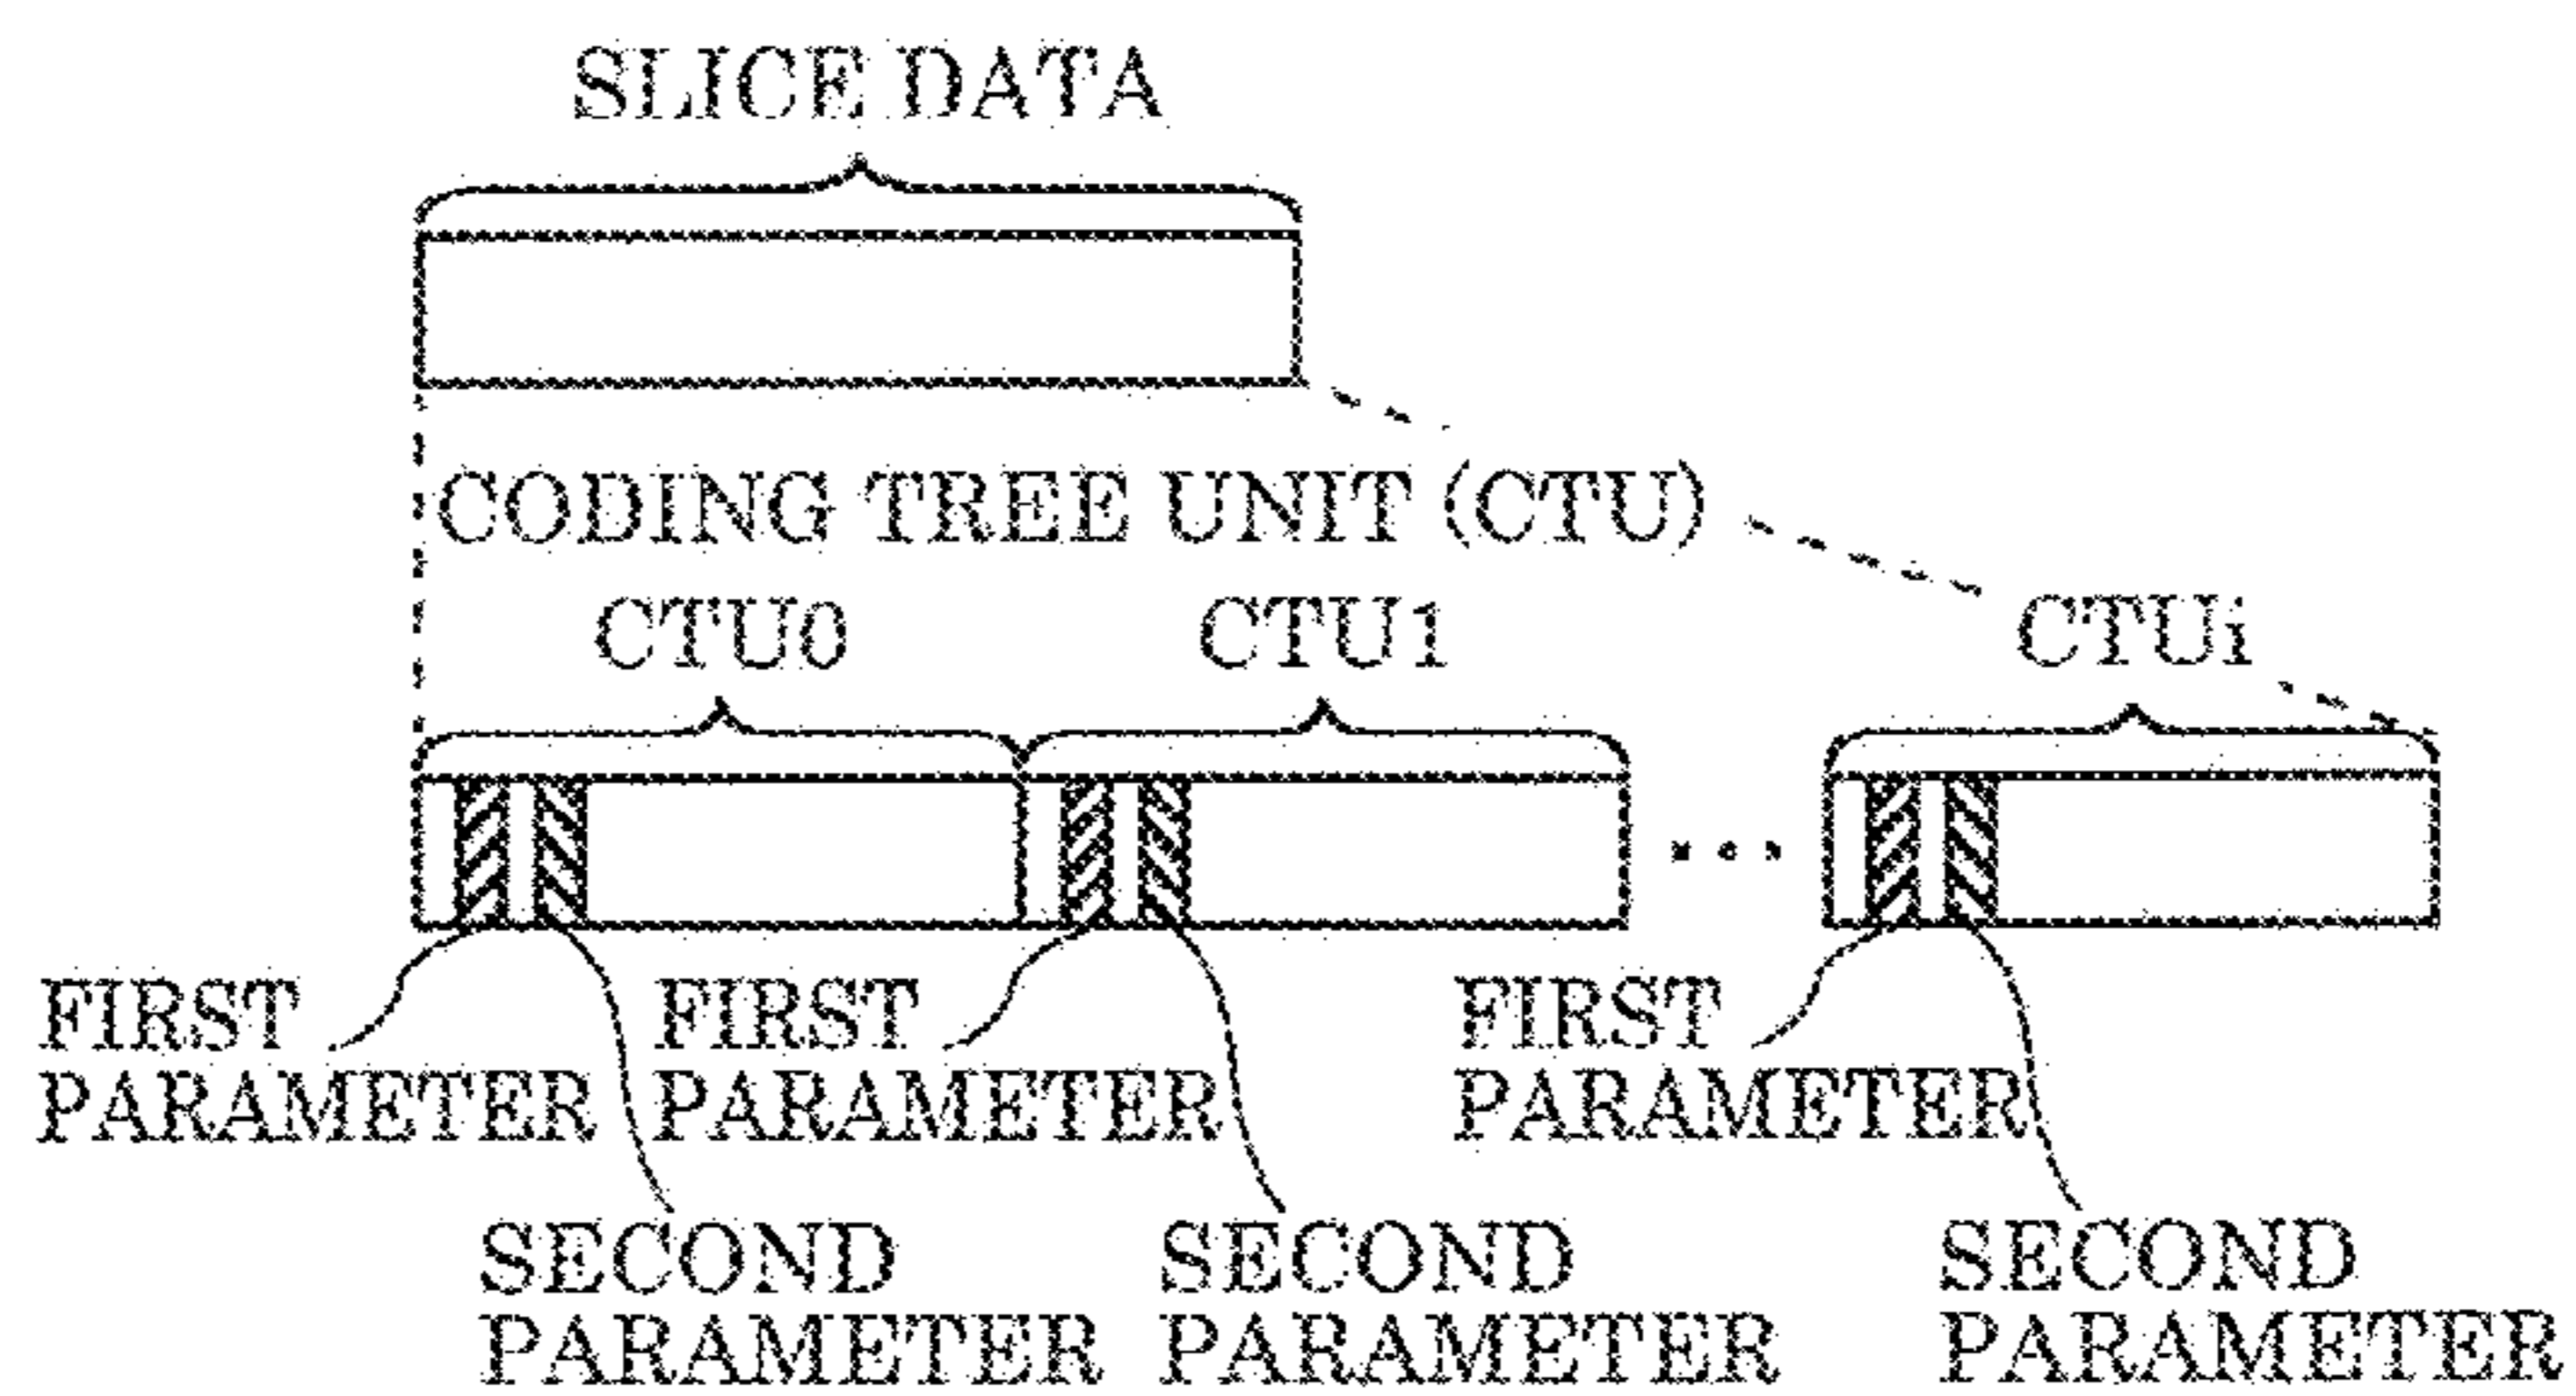 SLICE DATA
CODING TREE UNIT (CTU)
CTU0 CTU1 CTUi
FIRST FIRST FIRST
PARAMETER PARAMETER PARAMETER
SECOND SECOND SECOND
PARAMETER PARAMETER PARAMETER